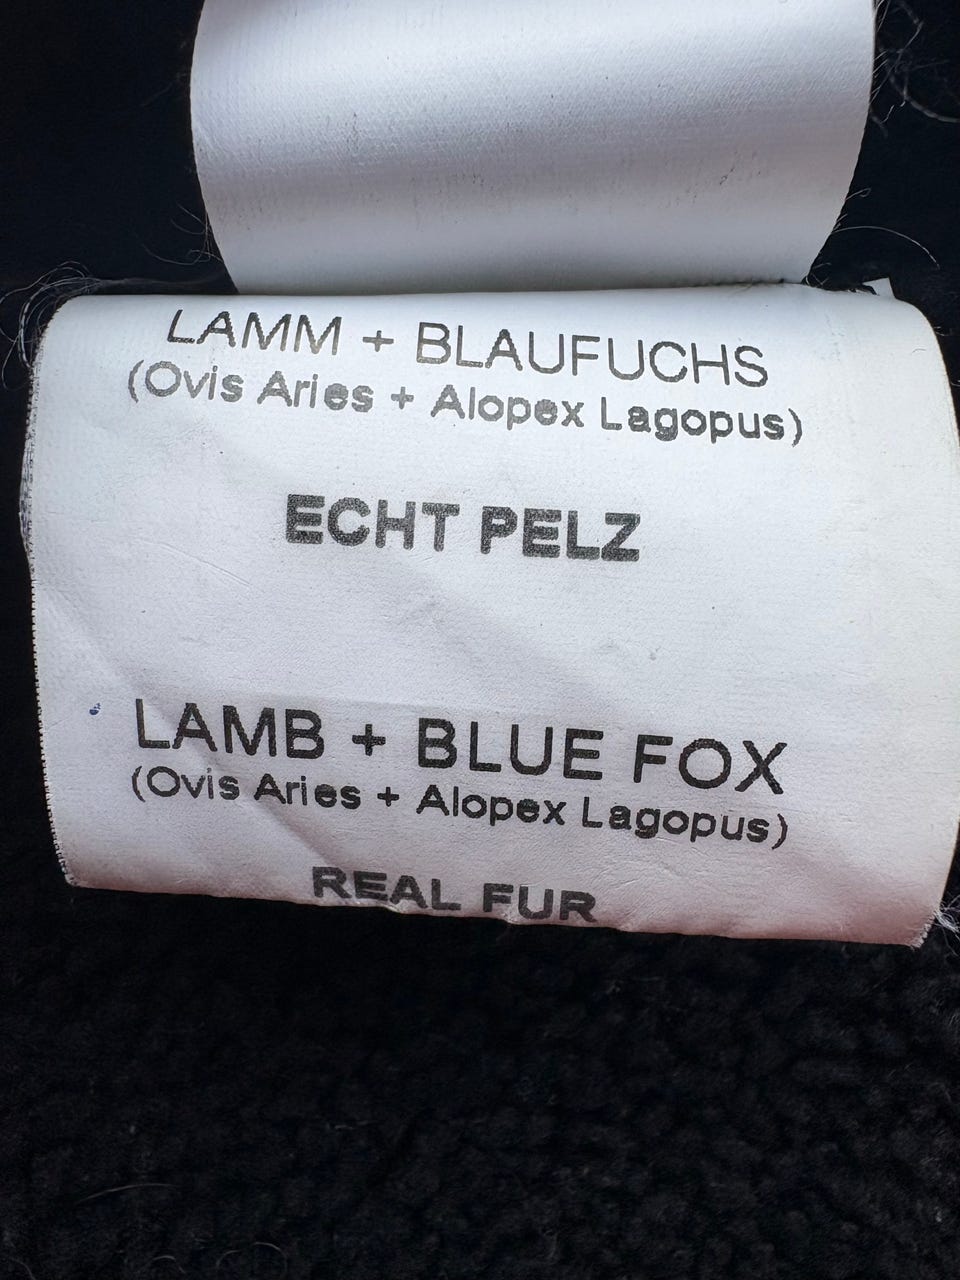 LAMM + BLAUFUCHS
(Ovis Aries + Alopex Lagopus)
ECHT PELZ
LAMB + BLUE FOX
(Ovis Aries + Alopex Lagopus)
REAL FUR